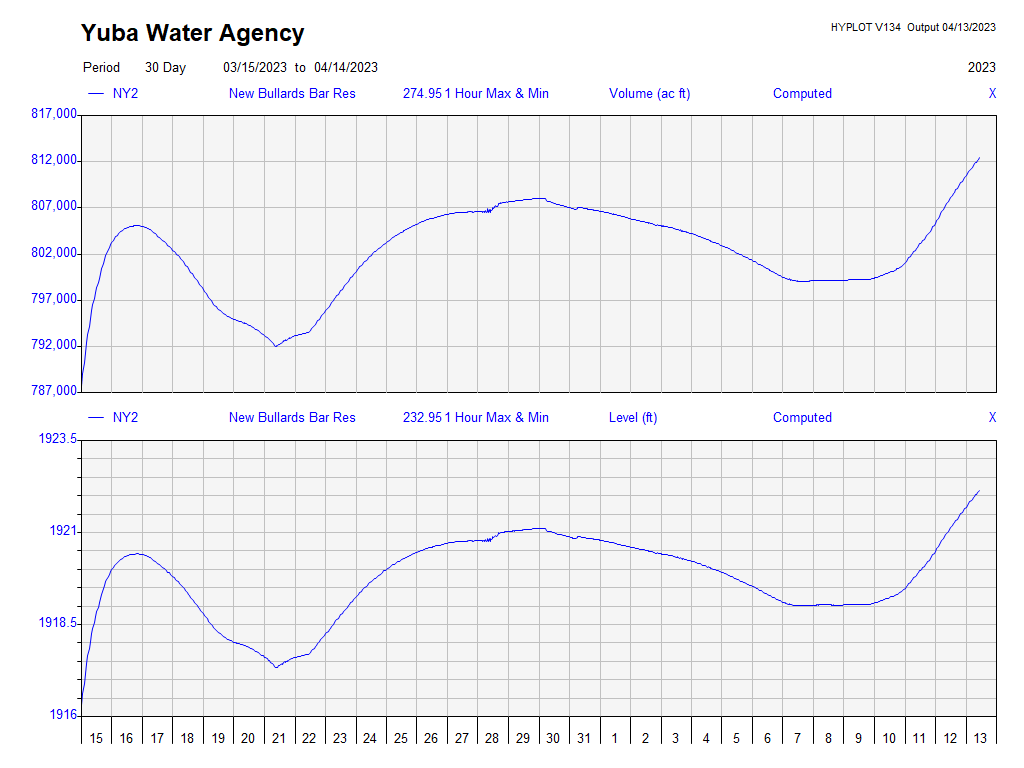 Yuba Water Agency
HYPLOT V134 Output 04/13/2023
Period 30 Day 03/15/2023 to 04/14/2023 2023
NY2 New Bullards Bar Res 274.95 1 Hour Max & Min Volume (ac ft) Computed X
817,000
812,000
807,000
802,000
797,000
792,000
787,000
NY2 New Bullards Bar Res 232.95 1 Hour Max & Min Level (ft) Computed X
1923.5
1921
1918.5
1916
15 16 17 18 19 20 21 22 23 24 25 26 27 28 29 30 31 1 2 3 4 5 6 7 8 9 10 11 12 13